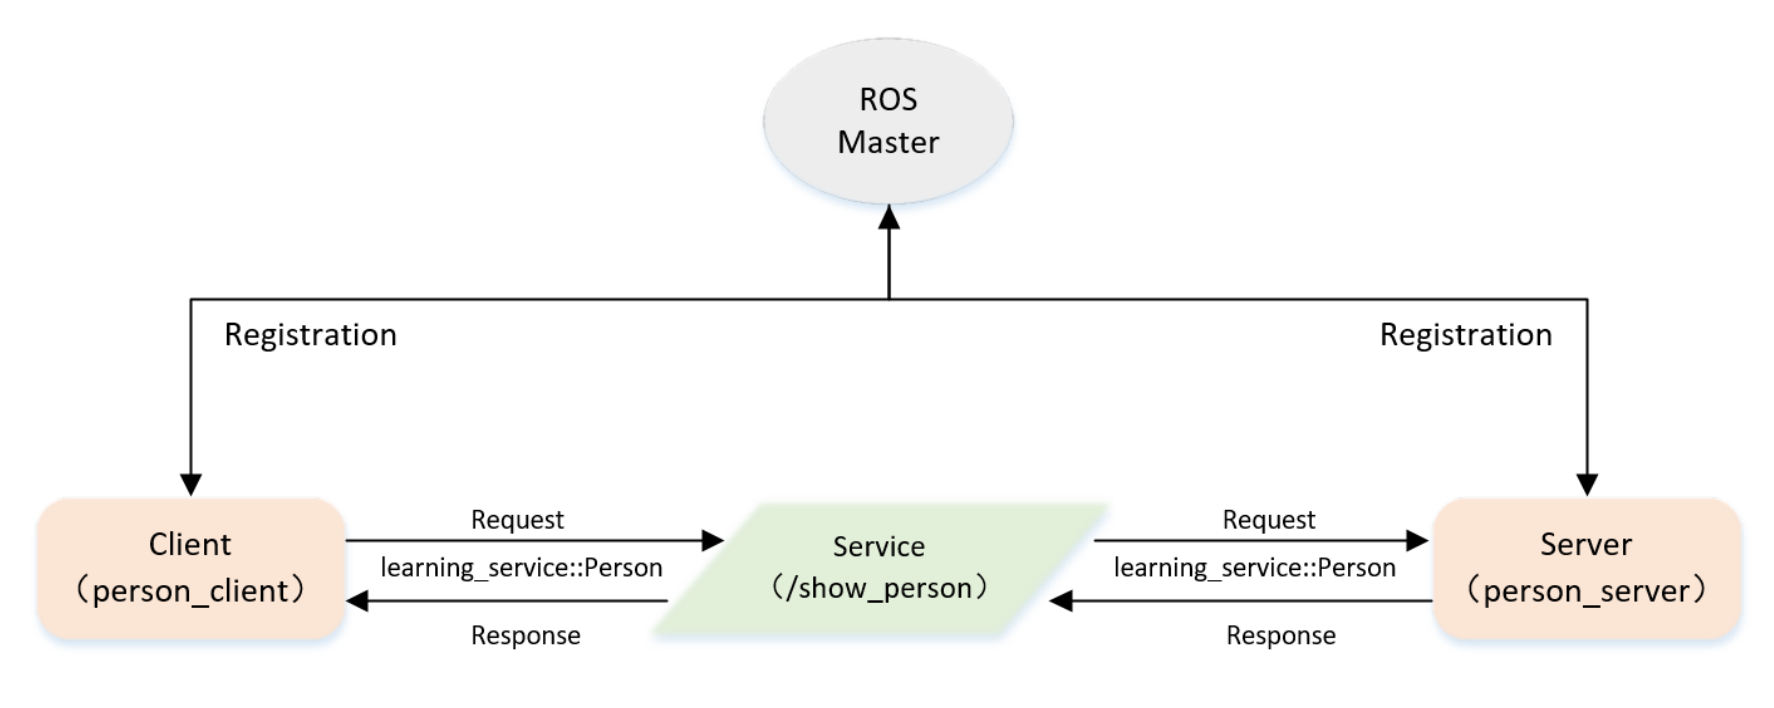 ROS
Master
Registration
Registration
Client
（person_client）
Request
learning_service::Person
Response
Service
（/show_person）
Request
learning_service::Person
Response
Server
（person_server）